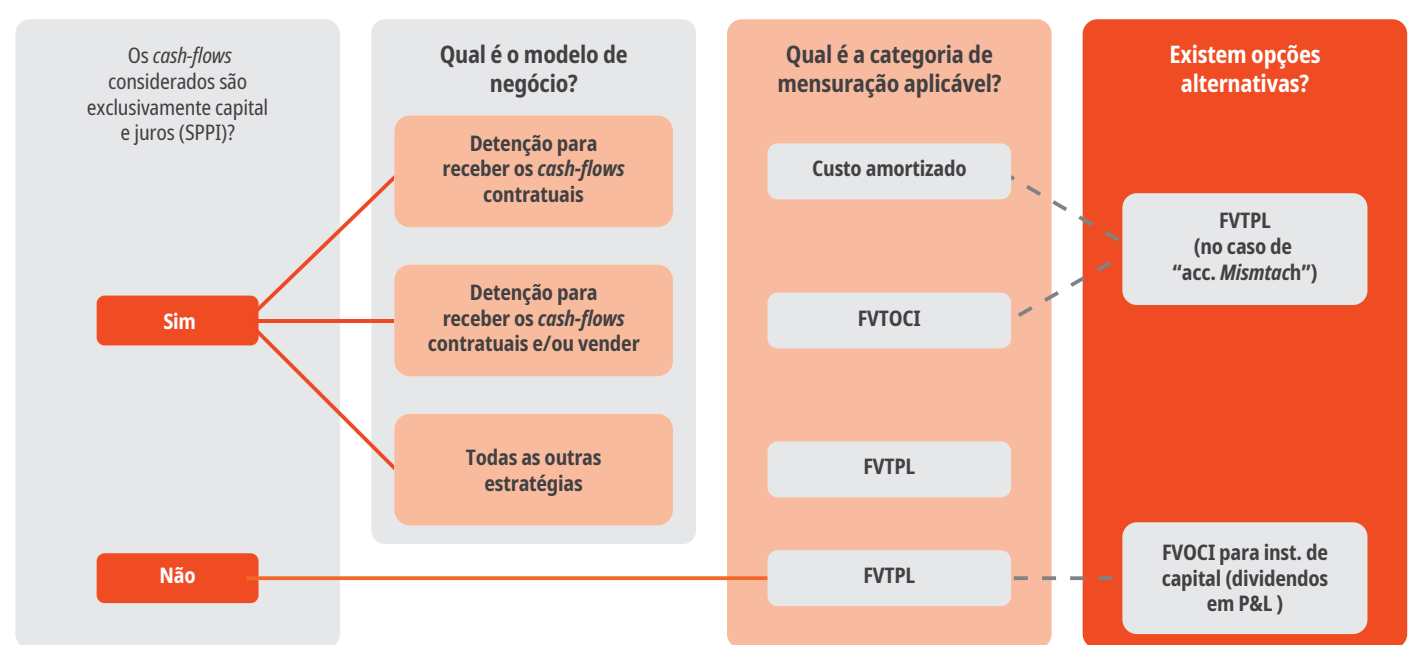 Os cash-flows
considerados são
exclusivamente capital
e juros (SPPI)?
Sim
Não
Qual é o modelo de
negócio?
Detenção para
receber os cash-flows
contratuais
Detenção para
receber os cash-flows
contratuais e/ou vender
Todas as outras
estratégias
Qual é a categoria de
mensuração aplicável?
Custo amortizado
FVTOCI
FVTPL
FVTPL
Existem opções
alternativas?
FVTPL
(no caso de
“acc. Mismtach”)
FVOCI para inst. de
capital (dividendos
em P&L )